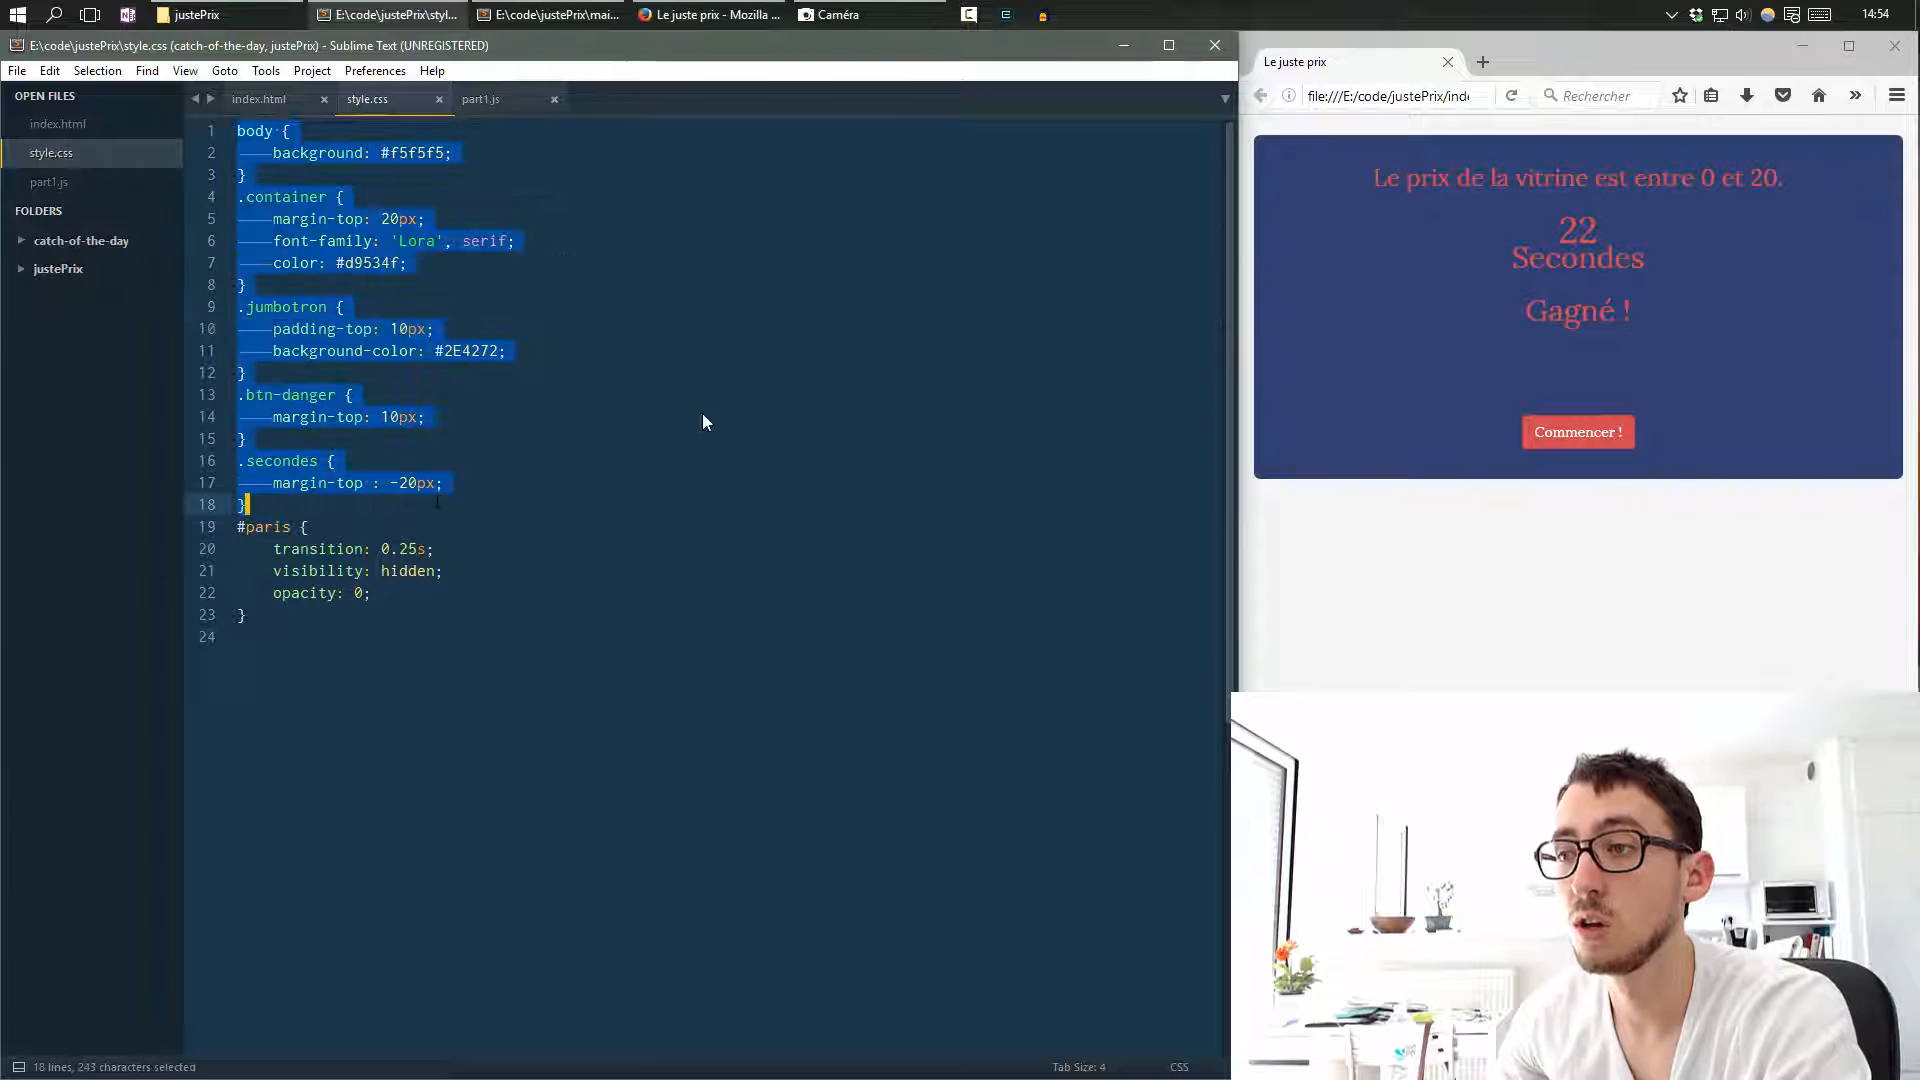 justePrix
E:\code\justePrix\styl...
E:\code\justePrix\mai...
Le juste prix - Mozilla ...
Caméra
14:54
E:\code\justePrix\style.css (catch-of-the-day, justePrix) - Sublime Text (UNREGISTERED)
File Edit Selection Find View Goto Tools Project Preferences Help
OPEN FILES
index.html
style.css
part1.js
FOLDERS
catch-of-the-day
justePrix
index.html
style.css
part1.js
1 body {
2 background: #f5f5f5;
3 }
4 .container {
5 margin-top: 20px;
6 font-family: 'Lora', serif;
7 color: #d9534f;
8 }
9 .jumbotron {
10 padding-top: 10px;
11 background-color: #2E4272;
12 }
13 .btn-danger {
14 margin-top: 10px;
15 }
16 .secondes {
17 margin-top : -20px;
18 }
19 #paris {
20 transition: 0.25s;
21 visibility: hidden;
22 opacity: 0;
23 }
24
18 lines, 243 characters selected
Tab Size: 4
CSS
Le juste prix
file:///E:/code/justePrix/ind
Rechercher
Le prix de la vitrine est entre 0 et 20.
22
Secondes
Gagné !
Commencer !